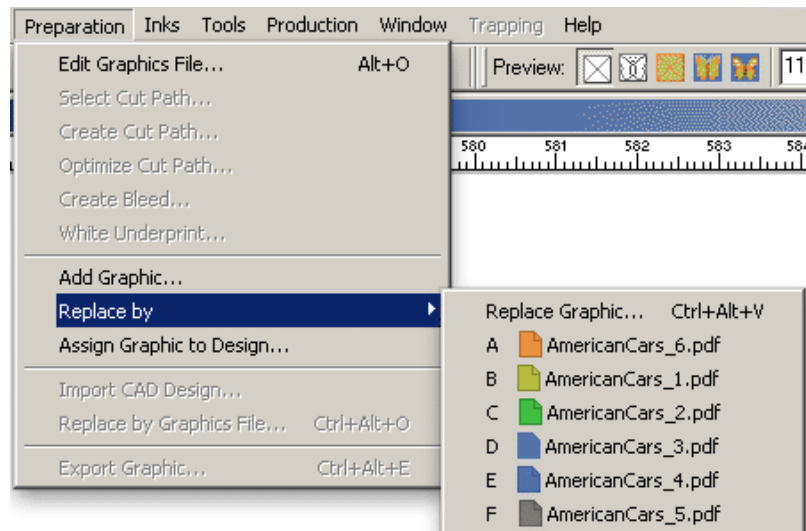 Preparation Inks Tools Production Window Trapping Help
Edit Graphics File... Alt+O
Preview: 11
Select Cut Path...
Create Cut Path...
580 581 582 583 584
Optimize Cut Path...
Create Bleed...
White Underprint...
Add Graphic...
Replace by
Replace Graphic... Ctrl+Alt+V
Assign Graphic to Design...
A AmericanCars_6.pdf
B AmericanCars_1.pdf
Import CAD Design...
C AmericanCars_2.pdf
Replace by Graphics File... Ctrl+Alt+O
D AmericanCars_3.pdf
Export Graphic... Ctrl+Alt+E
E AmericanCars_4.pdf
F AmericanCars_5.pdf